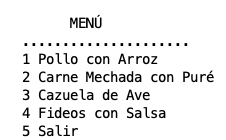 MENÚ
.....................
1 Pollo con Arroz
2 Carne Mechada con Puré
3 Cazuela de Ave
4 Fideos con Salsa
5 Salir